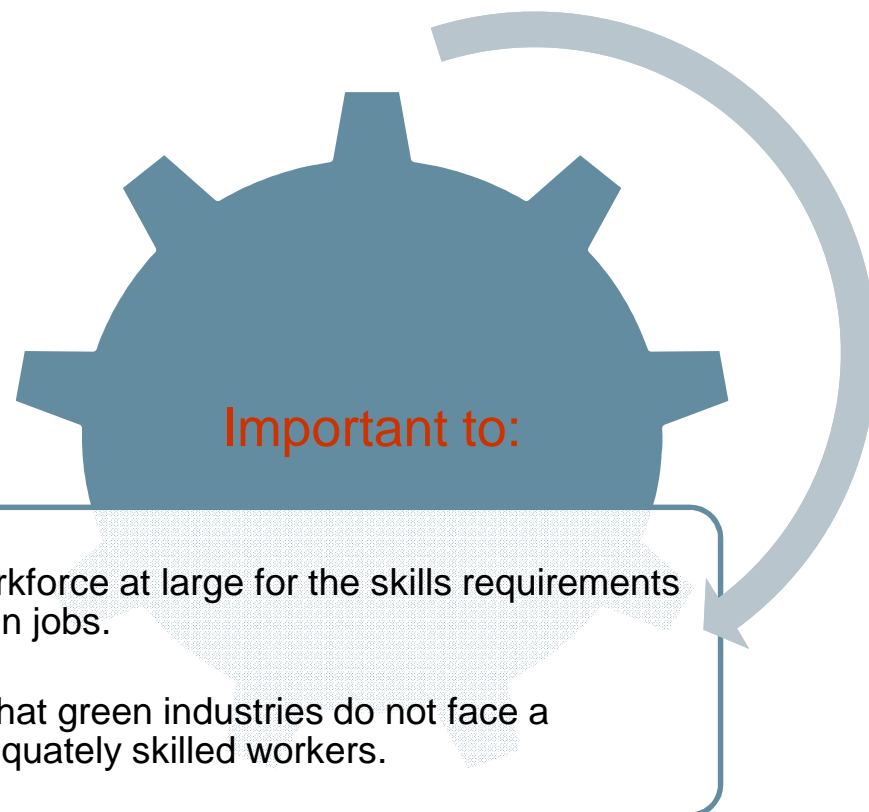 Important to:
rkforce at large for the skills requirements
n jobs.
hat green industries do not face a
quately skilled workers.